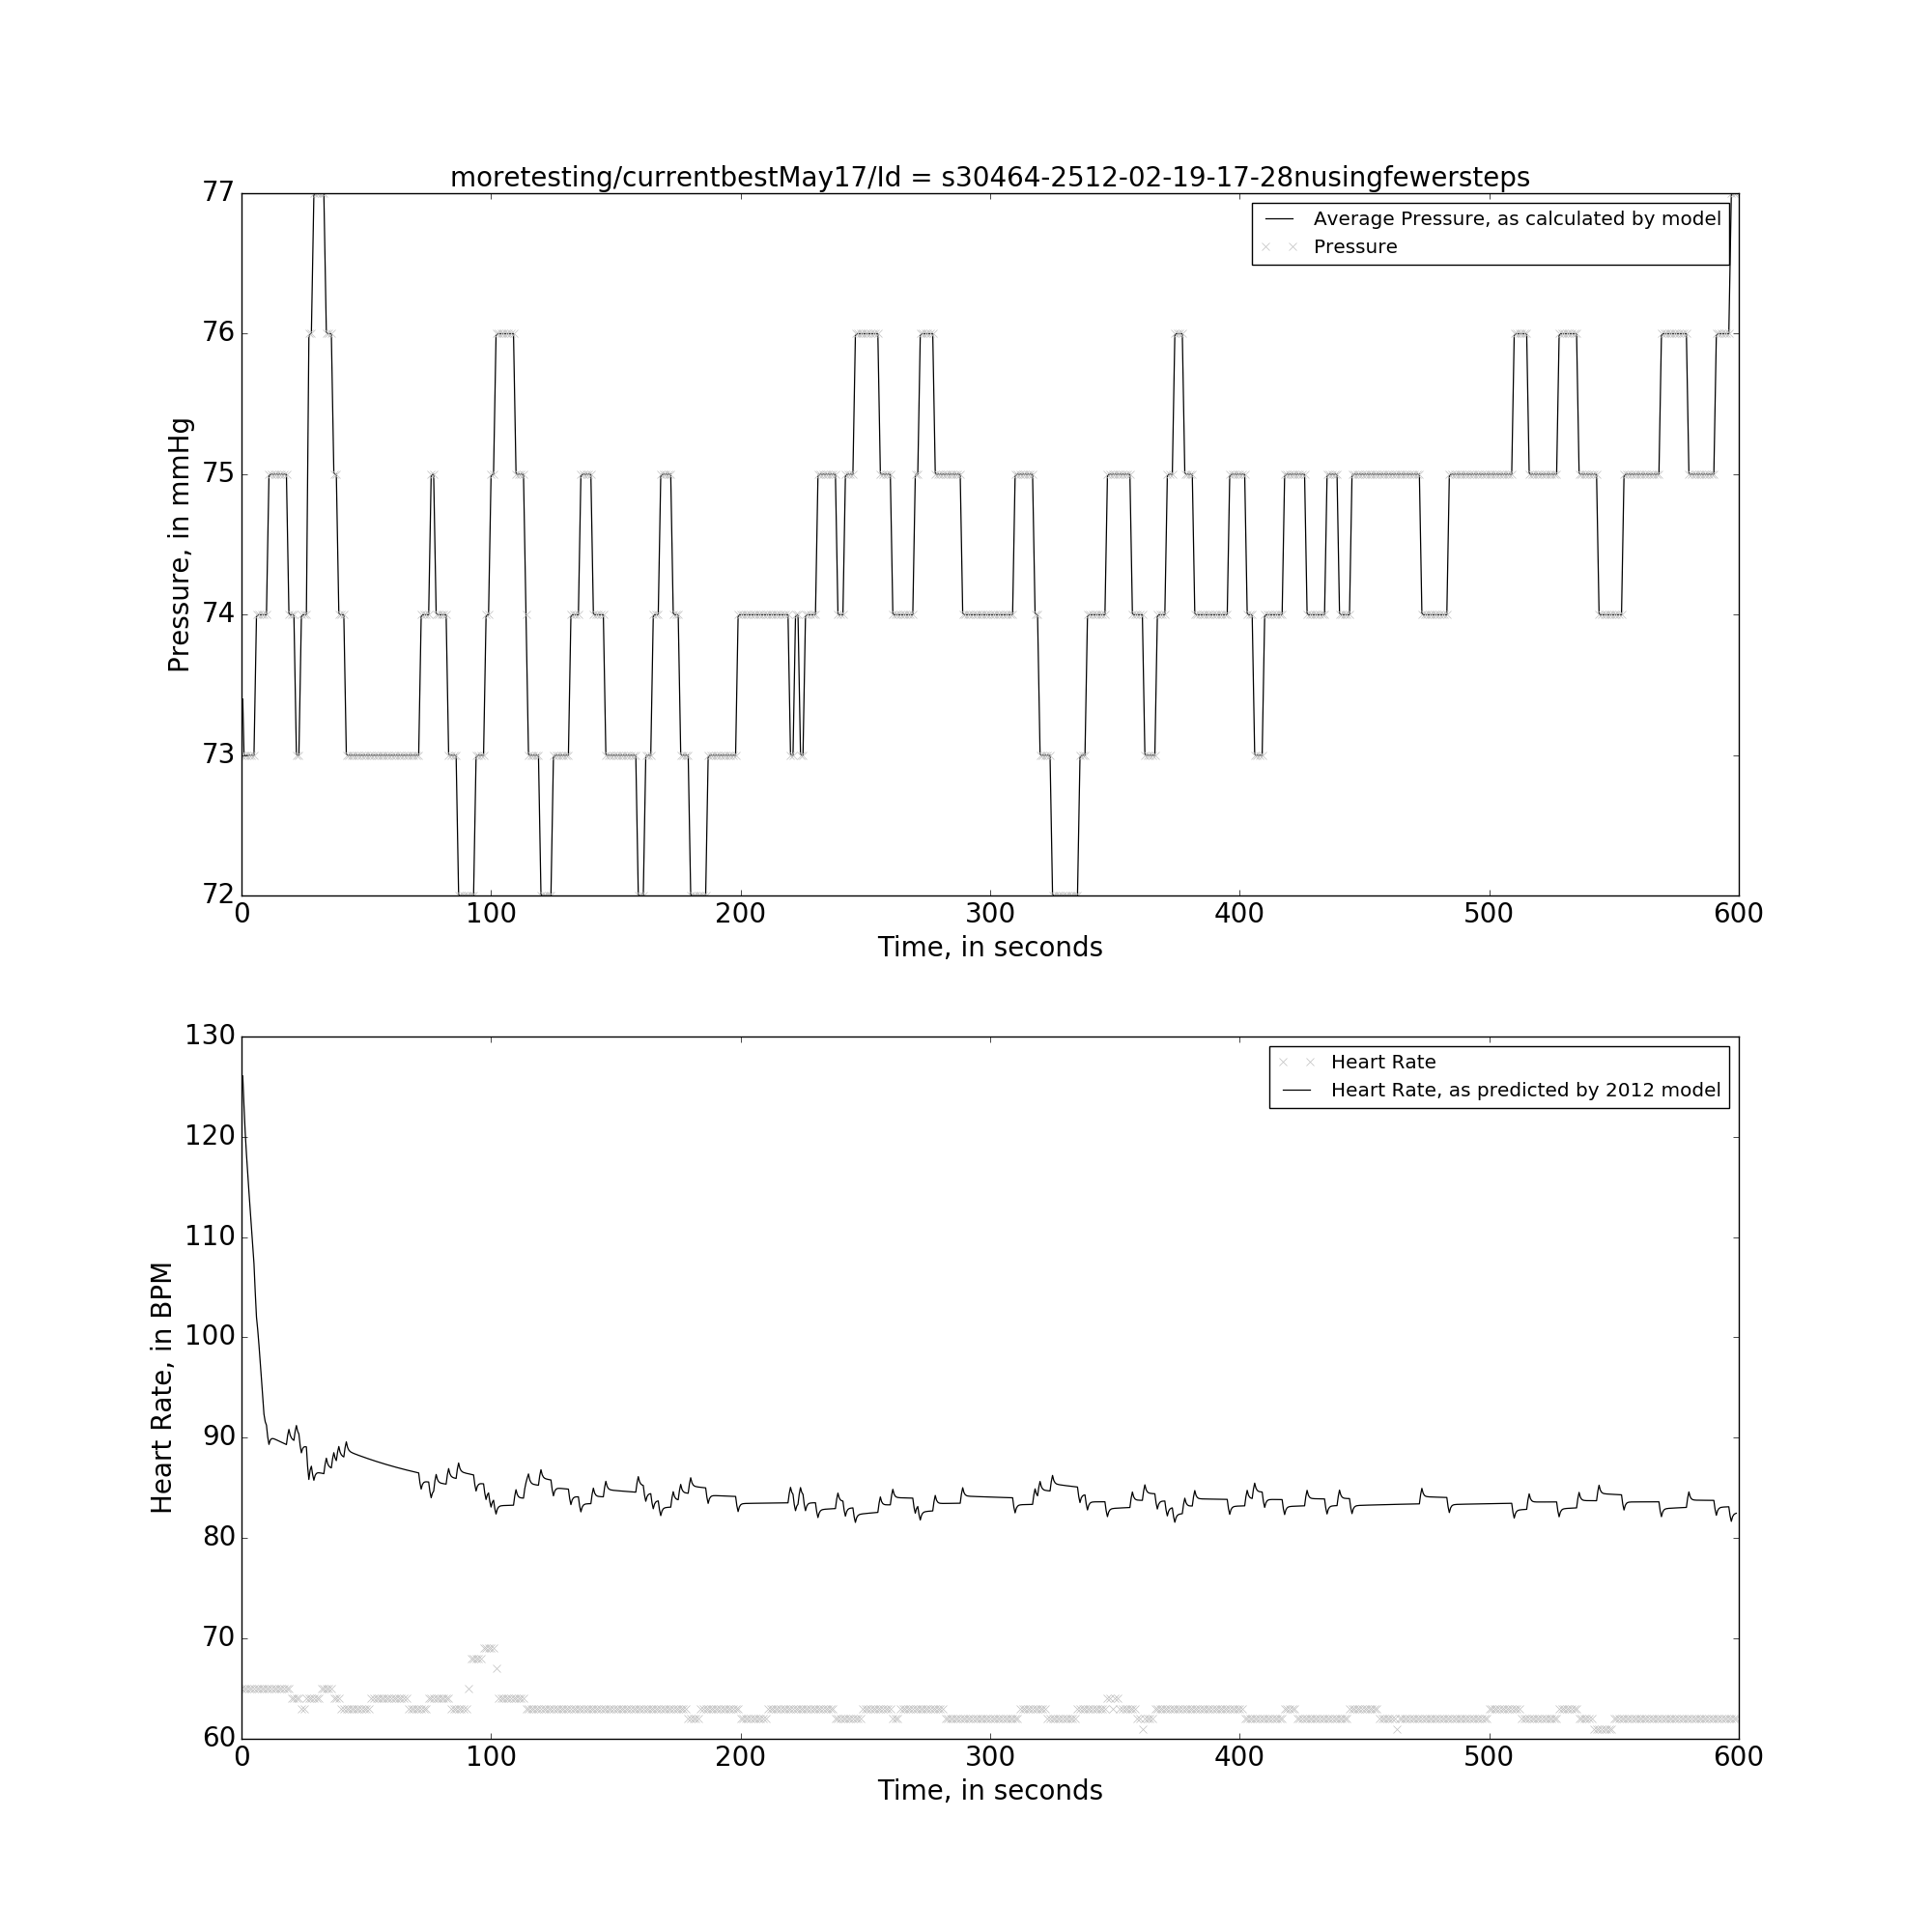 moretesting/currentbestMay17/Id = s30464-2512-02-19-17-28nusingfewersteps
77
76
75
74
73
72
Pressure, in mmHg
Average Pressure, as calculated by model
Pressure
0 100 200 300 400 500 600
Time, in seconds
130
120
110
100
90
80
70
60
Heart Rate, in BPM
Heart Rate
Heart Rate, as predicted by 2012 model
0 100 200 300 400 500 600
Time, in seconds